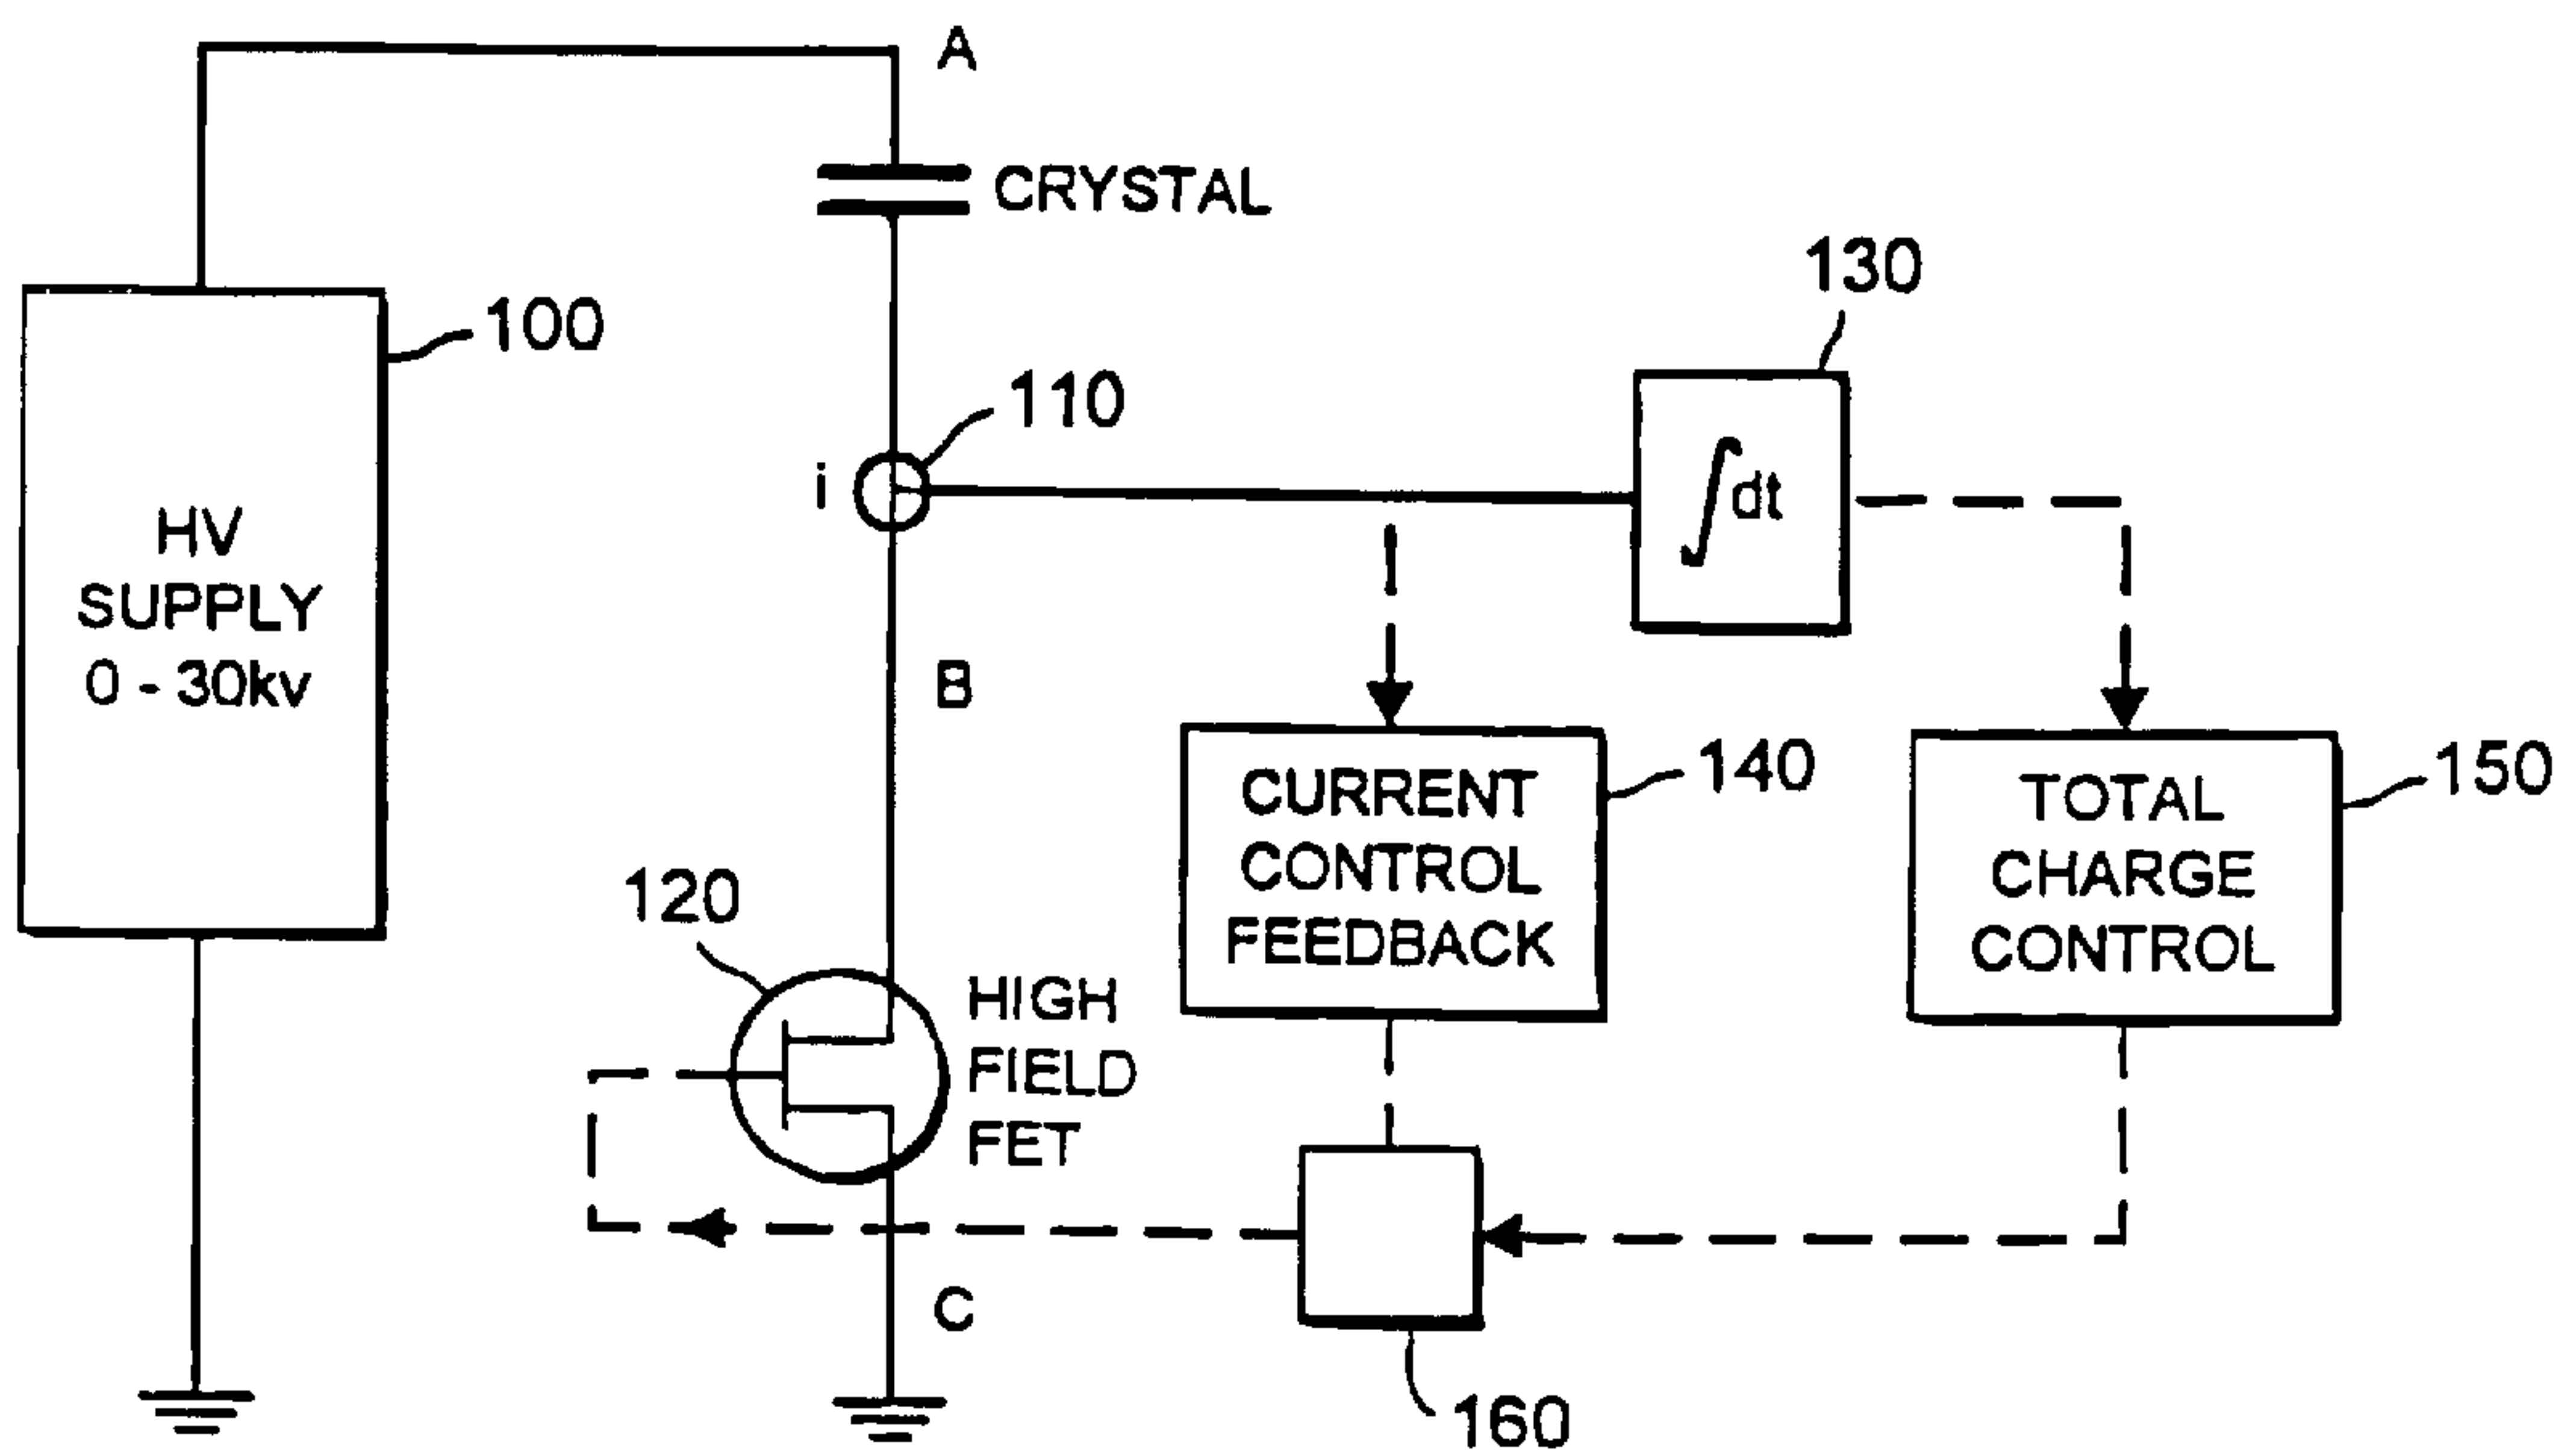 A
CRYSTAL
100
HV
SUPPLY
0 - 30kv
110
i
130
∫dt
B
120
HIGH
FIELD
FET
CURRENT
CONTROL
FEEDBACK
140
TOTAL
CHARGE
CONTROL
150
C
160